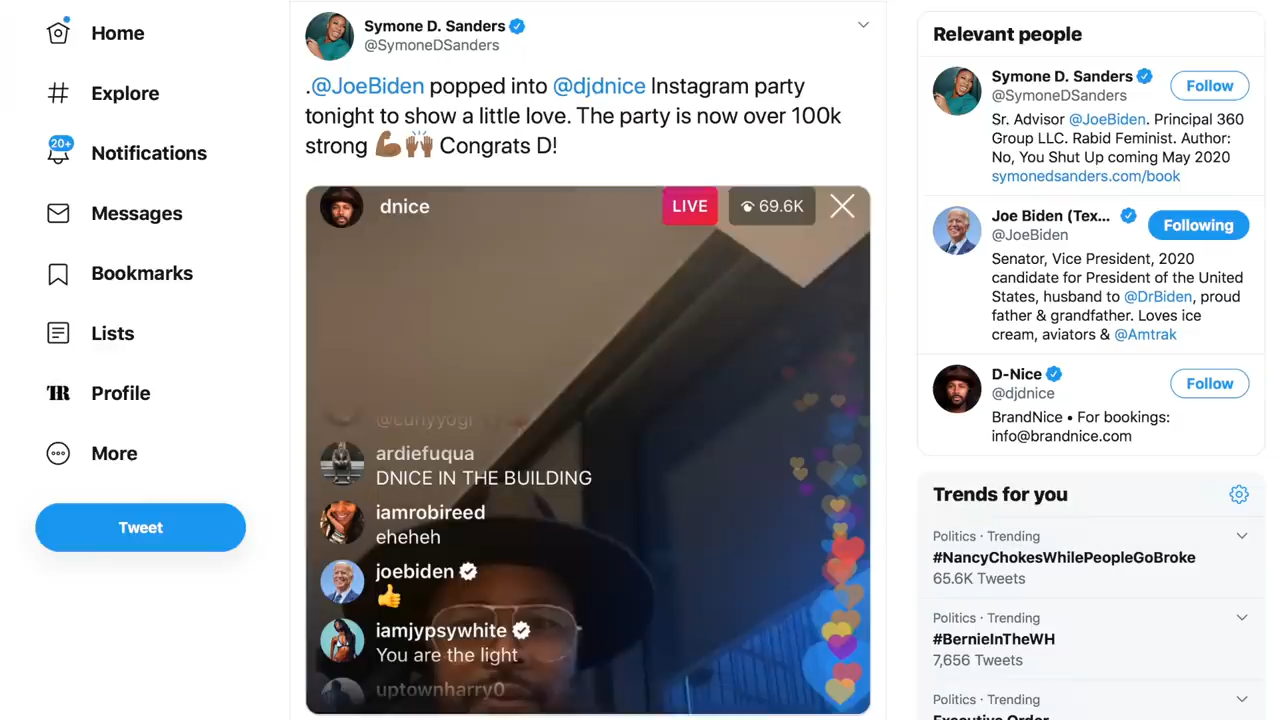 Home
Explore
20+
Notifications
Messages
Bookmarks
Lists
Profile
More
Tweet
Symone D. Sanders
@SymoneDSanders
.@JoeBiden popped into @djdnice Instagram party
tonight to show a little love. The party is now over 100k
strong 💪🏾🙌🏾 Congrats D!
dnice
LIVE
69.6K
@curlyyogi
ardiefuqua
DNICE IN THE BUILDING
iamrobireed
eheheh
joebiden
👍
iamjypsywhite
You are the light
uptownharry0
Relevant people
Symone D. Sanders
@SymoneDSanders
Follow
Sr. Advisor @JoeBiden. Principal 360
Group LLC. Rabid Feminist. Author:
No, You Shut Up coming May 2020
symonedsanders.com/book
Joe Biden (Tex...
@JoeBiden
Following
Senator, Vice President, 2020
candidate for President of the United
States, husband to @DrBiden, proud
father & grandfather. Loves ice
cream, aviators & @Amtrak
D-Nice
@djdnice
Follow
BrandNice • For bookings:
info@brandnice.com
Trends for you
Politics · Trending
#NancyChokesWhilePeopleGoBroke
65.6K Tweets
Politics · Trending
#BernieInTheWH
7,656 Tweets
Politics · Trending
Executive Order